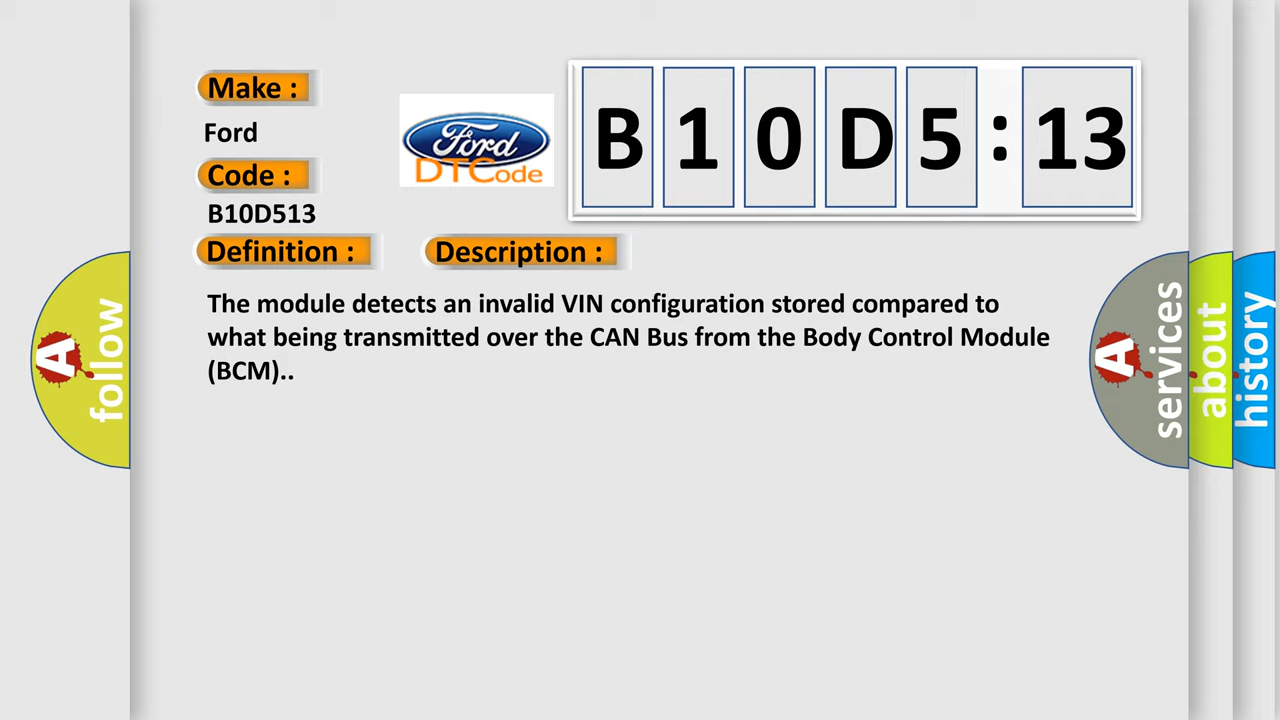 Make :
Ford
Code :
B10D513
Ford
DTCode
B 1 0 D 5 : 13
Definition :
Description :
The module detects an invalid VIN configuration stored compared to
what being transmitted over the CAN Bus from the Body Control Module
(BCM)..
A
follow
A
services
about
history